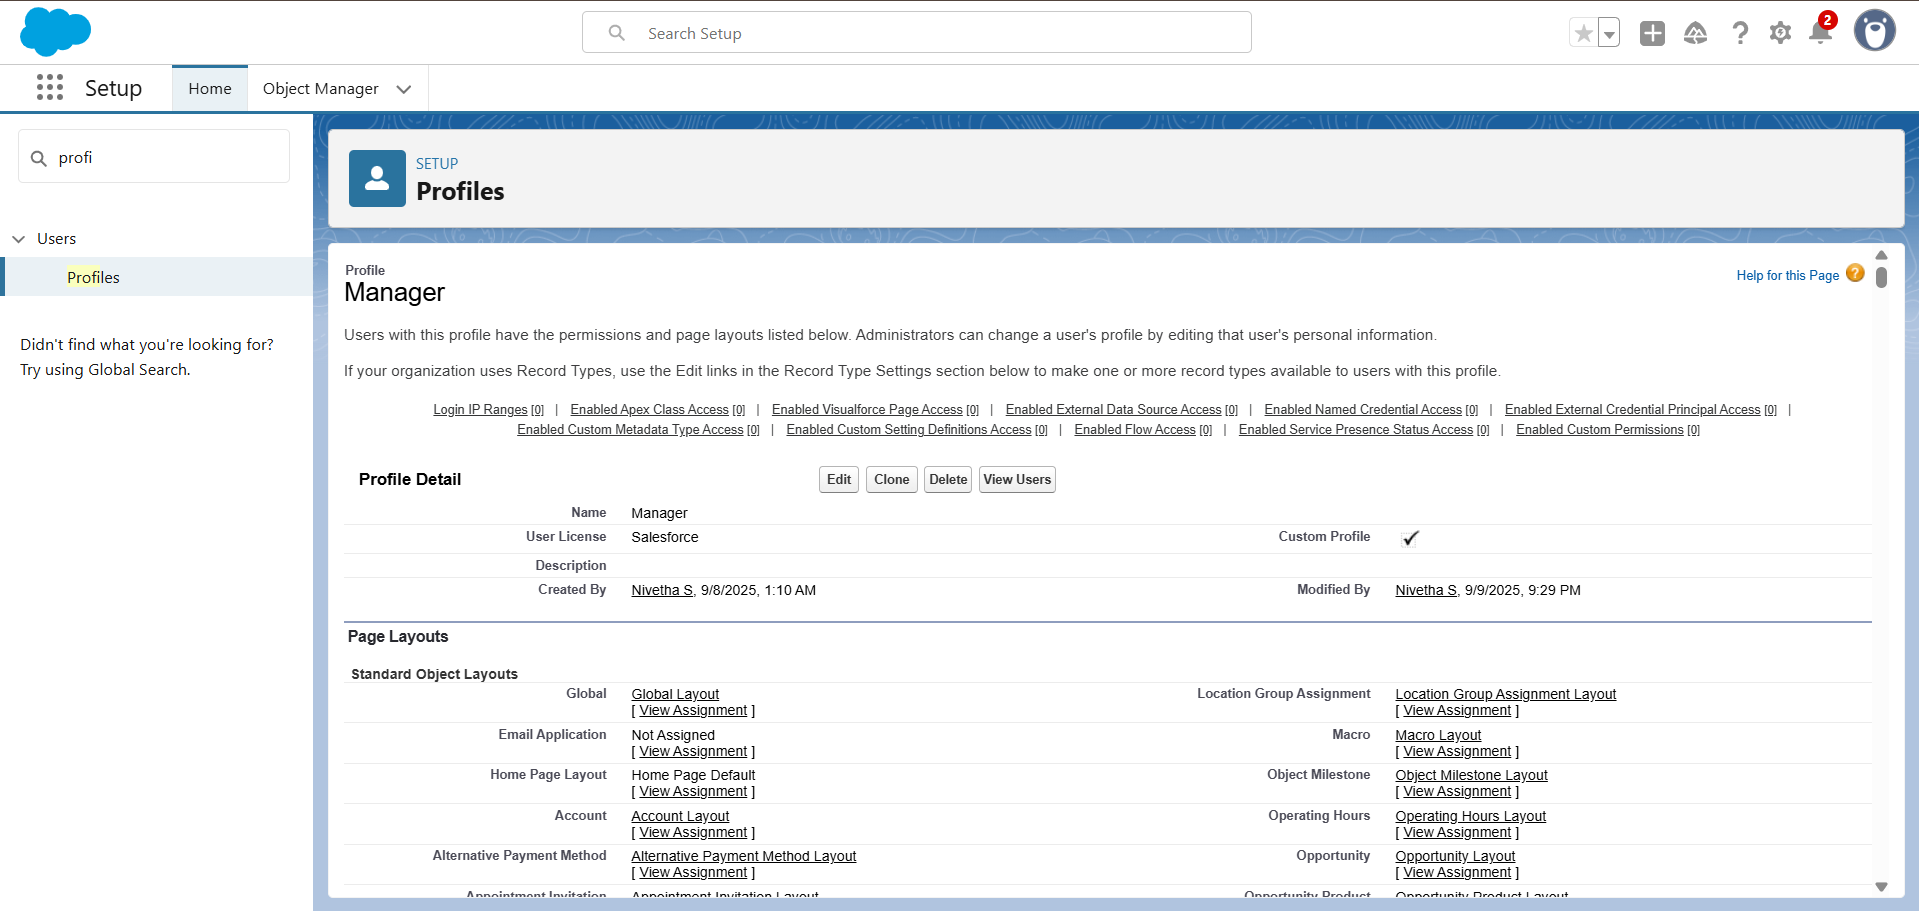 Search Setup
2
Setup
Home
Object Manager
profi
Users
Profiles
Didn't find what you're looking for?
Try using Global Search.
SETUP
Profiles
Profile
Manager
Help for this Page ?
Users with this profile have the permissions and page layouts listed below. Administrators can change a user's profile by editing that user's personal information.
If your organization uses Record Types, use the Edit links in the Record Type Settings section below to make one or more record types available to users with this profile.
Login IP Ranges [0] | Enabled Apex Class Access [0] | Enabled Visualforce Page Access [0] | Enabled External Data Source Access [0] | Enabled Named Credential Access [0] | Enabled External Credential Principal Access [0] |
Enabled Custom Metadata Type Access [0] | Enabled Custom Setting Definitions Access [0] | Enabled Flow Access [0] | Enabled Service Presence Status Access [0] | Enabled Custom Permissions [0]
Profile Detail Edit Clone Delete View Users
Name Manager
User License Salesforce Custom Profile
Description
Created By Nivetha S, 9/8/2025, 1:10 AM Modified By Nivetha S, 9/9/2025, 9:29 PM
Page Layouts
Standard Object Layouts
Global Global Layout Location Group Assignment Location Group Assignment Layout
[ View Assignment ] [ View Assignment ]
Email Application Not Assigned Macro Macro Layout
[ View Assignment ] [ View Assignment ]
Home Page Layout Home Page Default Object Milestone Object Milestone Layout
[ View Assignment ] [ View Assignment ]
Account Account Layout Operating Hours Operating Hours Layout
[ View Assignment ] [ View Assignment ]
Alternative Payment Method Alternative Payment Method Layout Opportunity Opportunity Layout
[ View Assignment ] [ View Assignment ]
Appointment Invitation Appointment Invitation Layout Opportunity Product Opportunity Product Layout